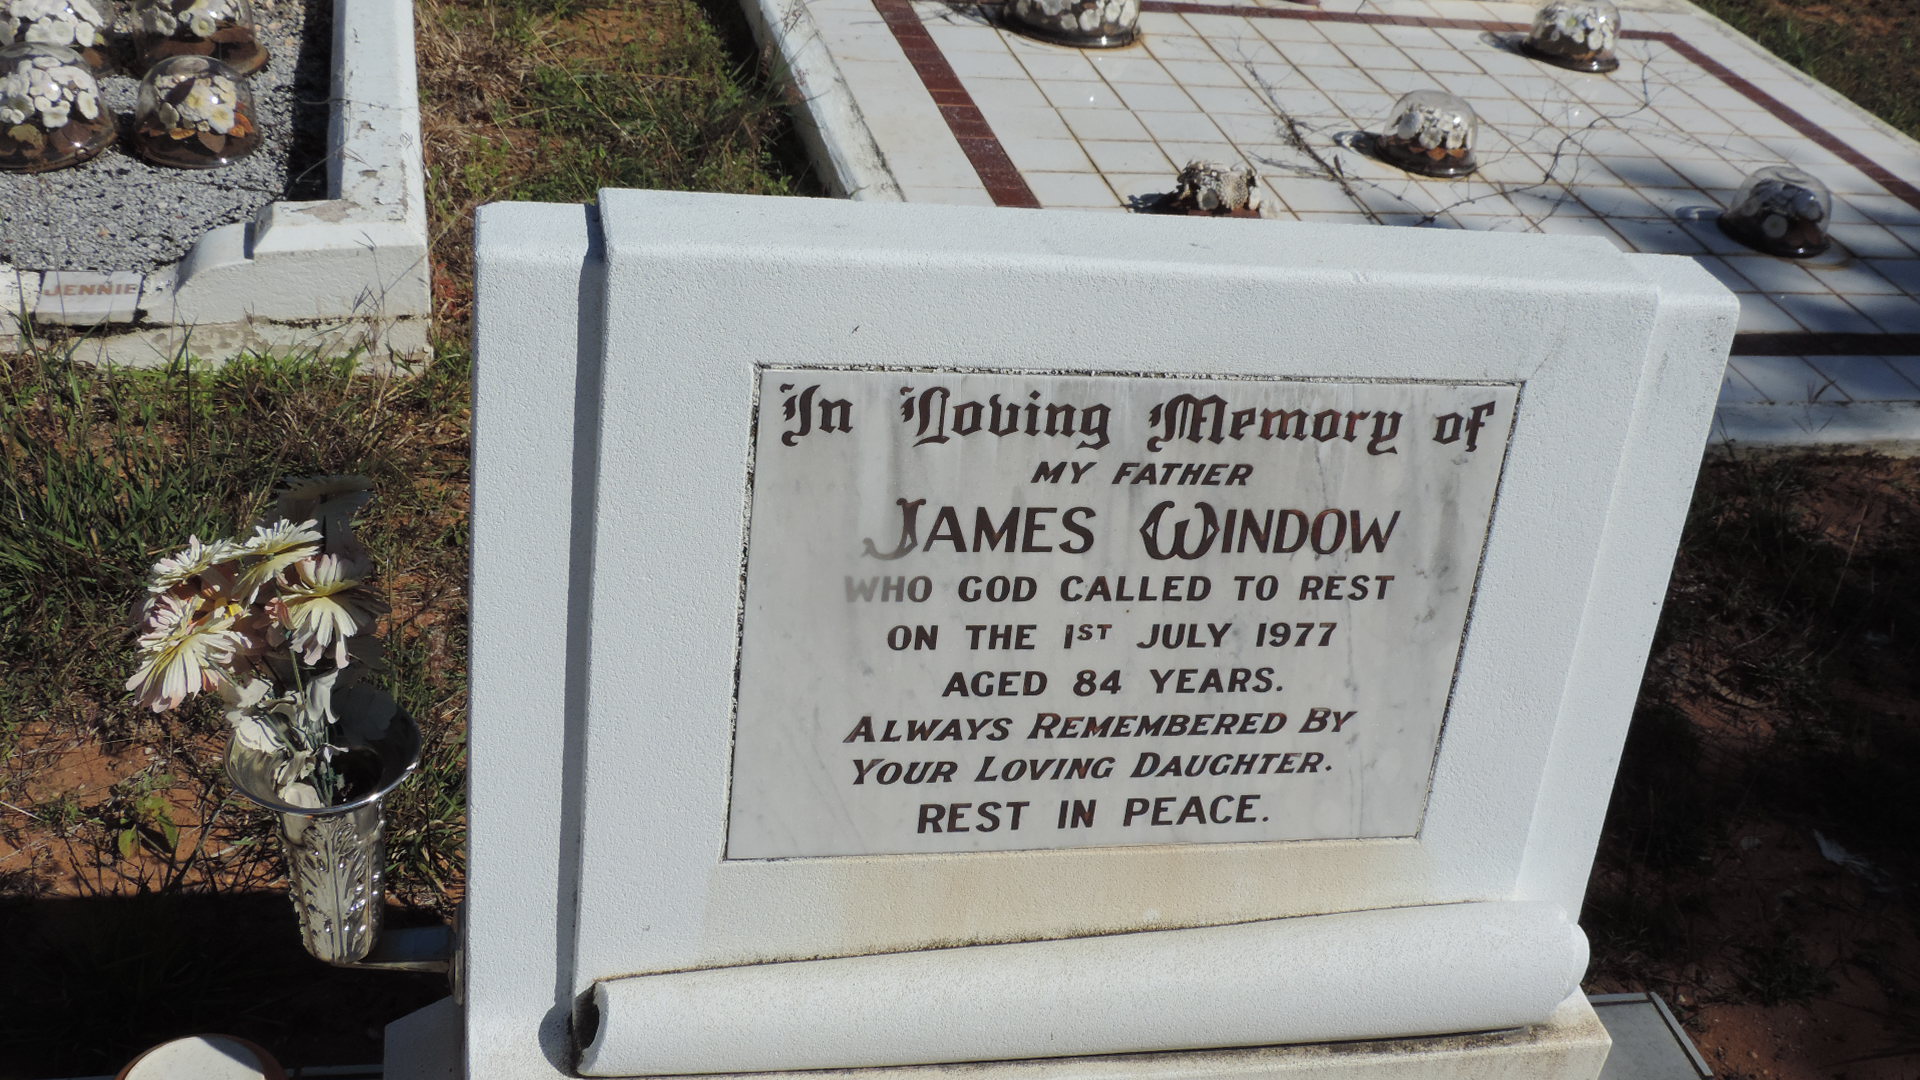 JENNIE
In Loving Memory of
MY FATHER
JAMES WINDOW
WHO GOD CALLED TO REST
ON THE 1ST JULY 1977
AGED 84 YEARS.
ALWAYS REMEMBERED BY
YOUR LOVING DAUGHTER.
REST IN PEACE.